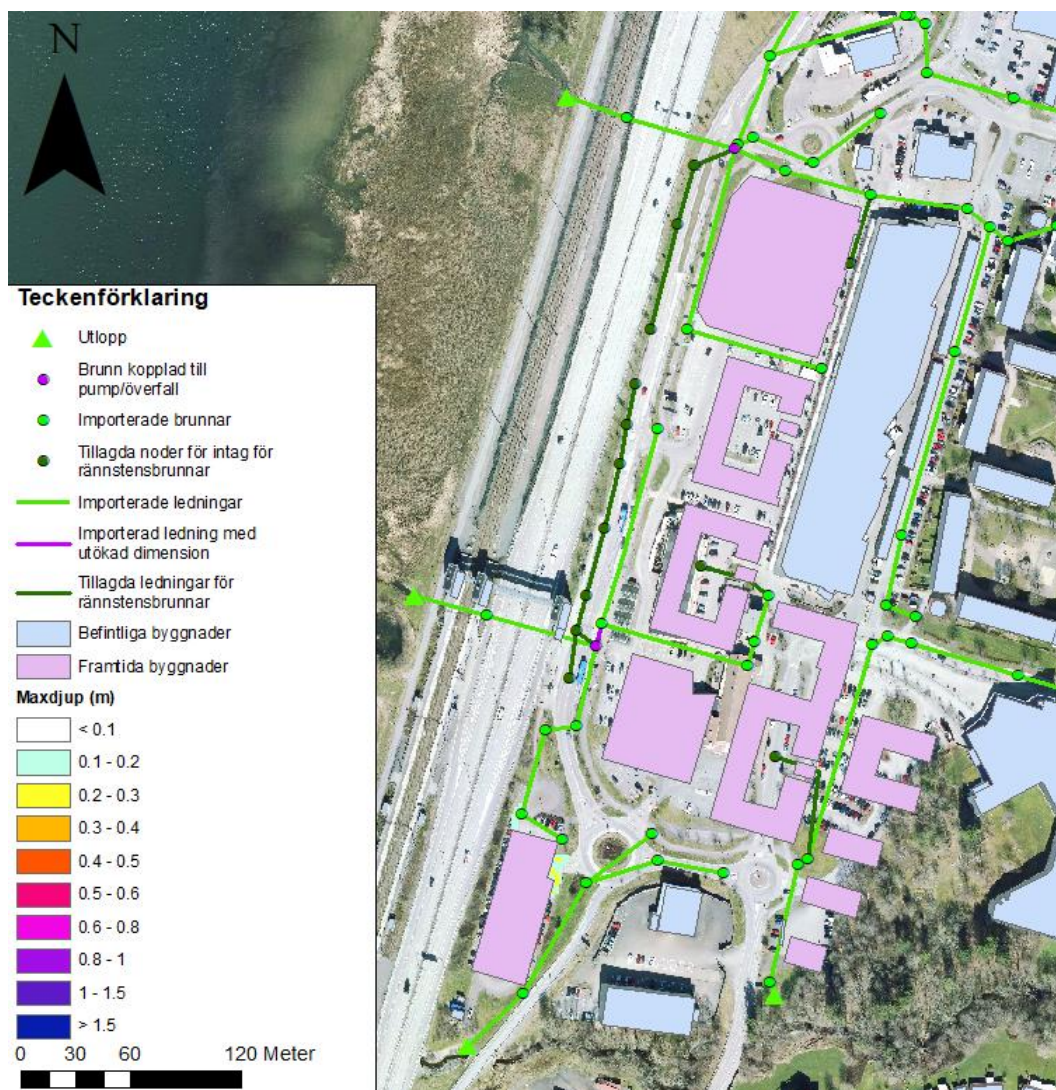 N
Teckenförklaring
Utlopp
Brunn kopplad till
pump/överfall
Importerade brunnar
Tillagda noder för intag för
rännstensbrunnar
Importerade ledningar
Importerad ledning med
utökad dimension
Tillagda ledningar för
rännstensbrunnar
Befintliga byggnader
Framtida byggnader
Maxdjup (m)
< 0.1
0.1 - 0.2
0.2 - 0.3
0.3 - 0.4
0.4 - 0.5
0.5 - 0.6
0.6 - 0.8
0.8 - 1
1 - 1.5
> 1.5
0 30 60 120 Meter